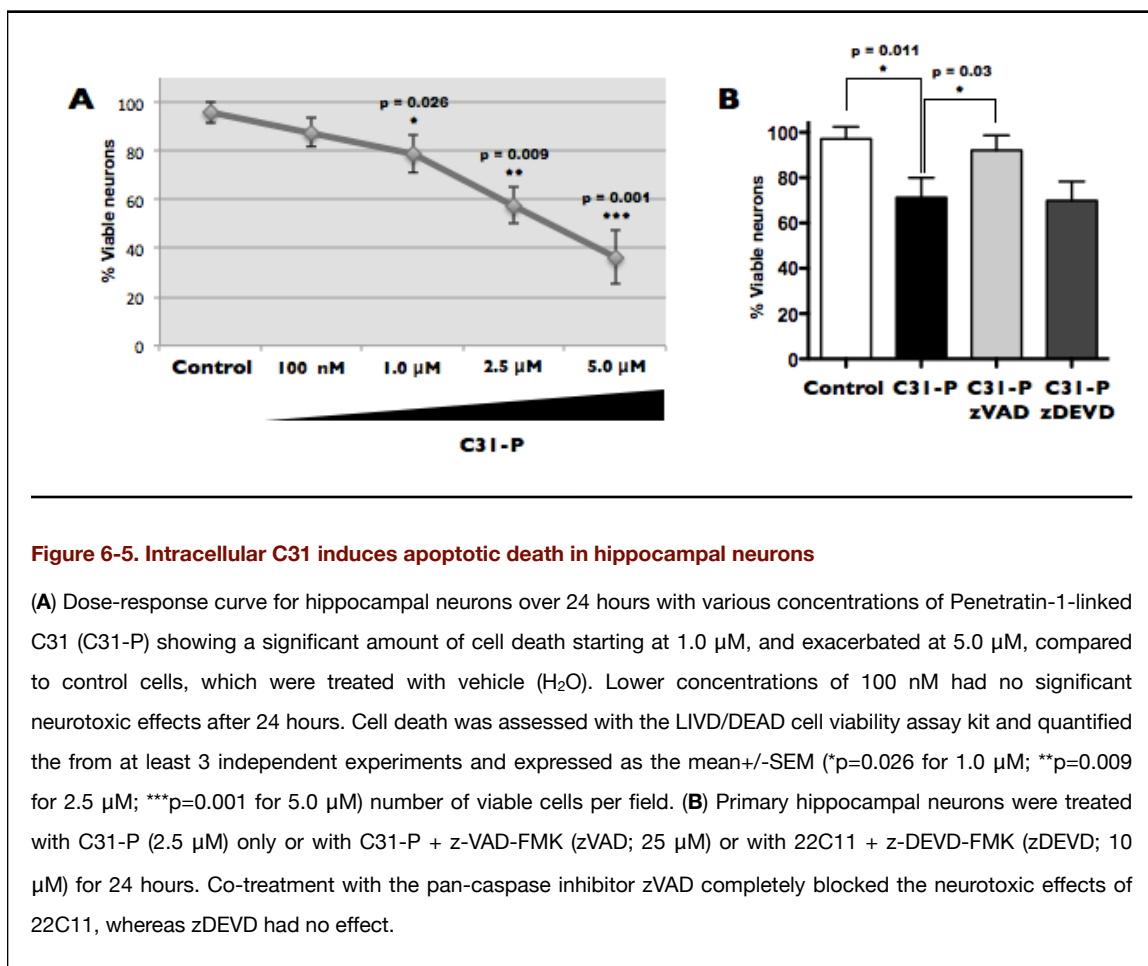 A
% Viable neurons
100
80
60
40
20
0
p = 0.026
*
p = 0.009
**
p = 0.001
***
Control 100 nM 1.0 µM 2.5 µM 5.0 µM
C31-P
B
p = 0.011
*
p = 0.03
*
% Viable neurons
100
80
60
40
20
0
Control C31-P C31-P C31-P
zVAD zDEVD
Figure 6-5. Intracellular C31 induces apoptotic death in hippocampal neurons
(A) Dose-response curve for hippocampal neurons over 24 hours with various concentrations of Penetratin-1-linked
C31 (C31-P) showing a significant amount of cell death starting at 1.0 µM, and exacerbated at 5.0 µM, compared
to control cells, which were treated with vehicle (H₂O). Lower concentrations of 100 nM had no significant
neurotoxic effects after 24 hours. Cell death was assessed with the LIVD/DEAD cell viability assay kit and quantified
the from at least 3 independent experiments and expressed as the mean+/-SEM (*p=0.026 for 1.0 µM; **p=0.009
for 2.5 µM; ***p=0.001 for 5.0 µM) number of viable cells per field. (B) Primary hippocampal neurons were treated
with C31-P (2.5 µM) only or with C31-P + z-VAD-FMK (zVAD; 25 µM) or with 22C11 + z-DEVD-FMK (zDEVD; 10
µM) for 24 hours. Co-treatment with the pan-caspase inhibitor zVAD completely blocked the neurotoxic effects of
22C11, whereas zDEVD had no effect.